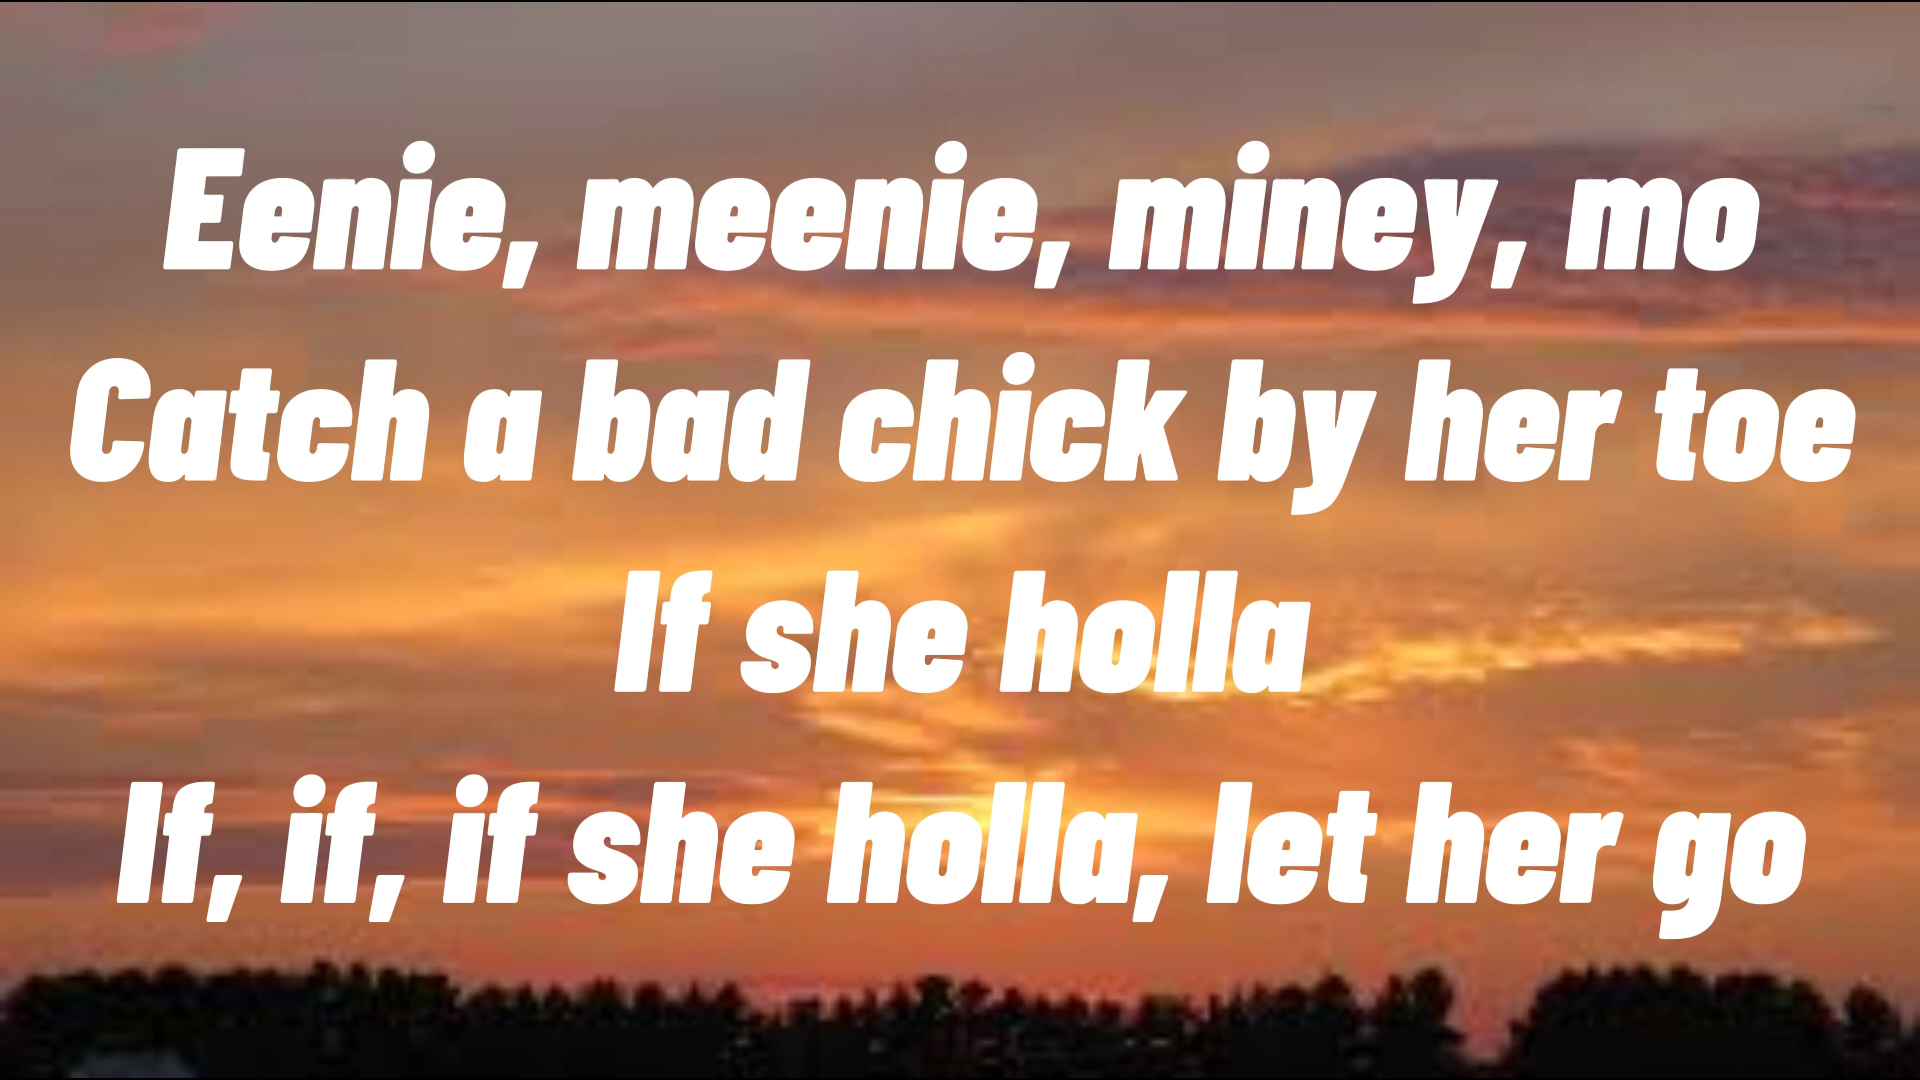 Eenie, meenie, miney, mo
Catch a bad chick by her toe
If she holla
If, if, if she holla, let her go